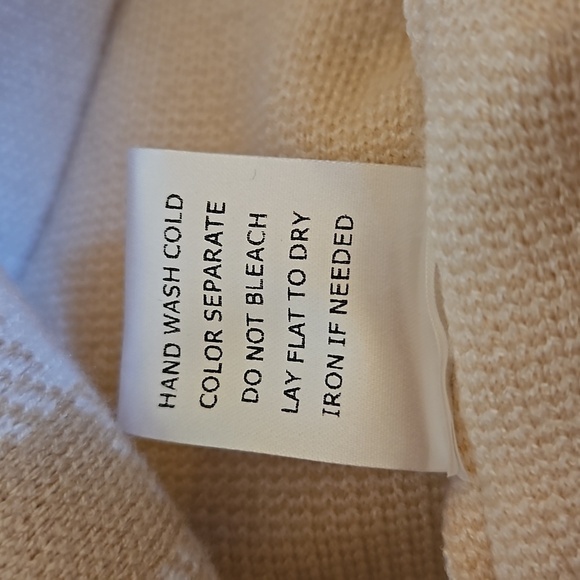 HAND WASH COLD
COLOR SEPARATE
DO NOT BLEACH
LAY FLAT TO DRY
IRON IF NEEDED